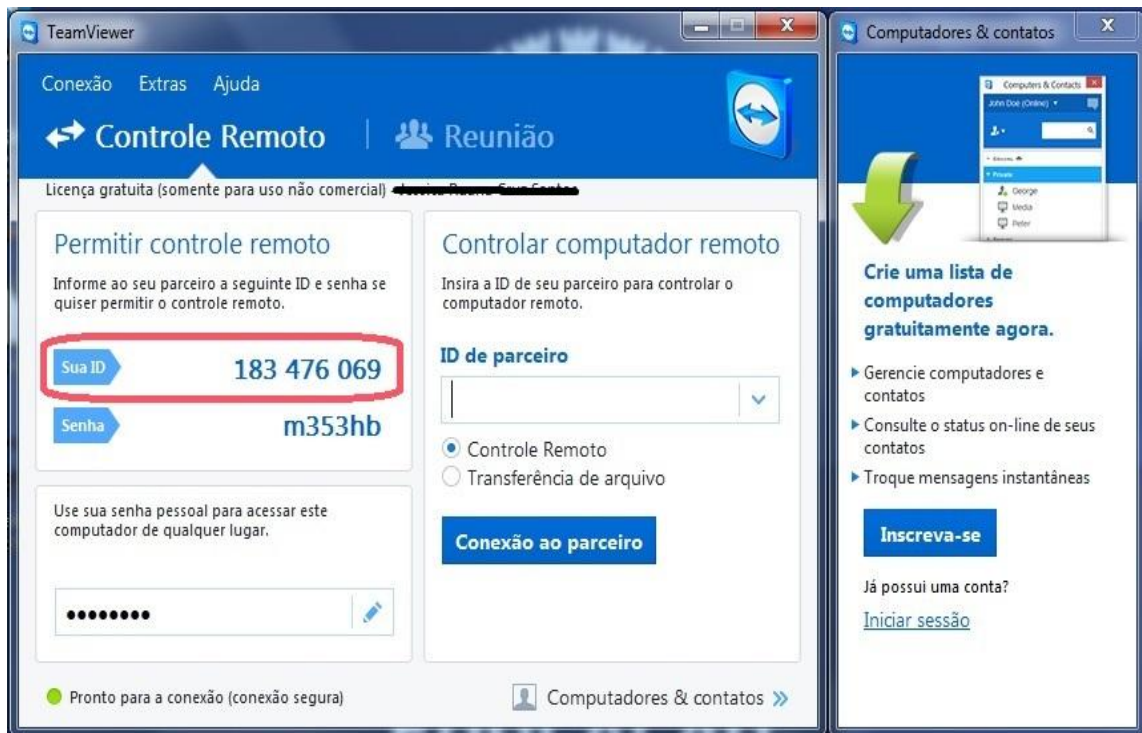 TeamViewer
Conexão Extras Ajuda
Controle Remoto
Reunião
Licença gratuita (somente para uso não comercial) -
Permitir controle remoto
Informe ao seu parceiro a seguinte ID e senha se
quiser permitir o controle remoto.
Sua ID 183 476 069
Senha m353hb
Use sua senha pessoal para acessar este
computador de qualquer lugar.
Controlar computador remoto
Insira a ID de seu parceiro para controlar o
computador remoto.
ID de parceiro
Controle Remoto
Transferência de arquivo
Conexão ao parceiro
Pronto para a conexão (conexão segura)
Computadores & contatos
Computadores & contatos
Computers & Contacts
John Doe (Online)
Private
George
Media
Peter
Crie uma lista de
computadores
gratuitamente agora.
Gerencie computadores e
contatos
Consulte o status on-line de seus
contatos
Troque mensagens instantâneas
Inscreva-se
Já possui uma conta?
Iniciar sessão